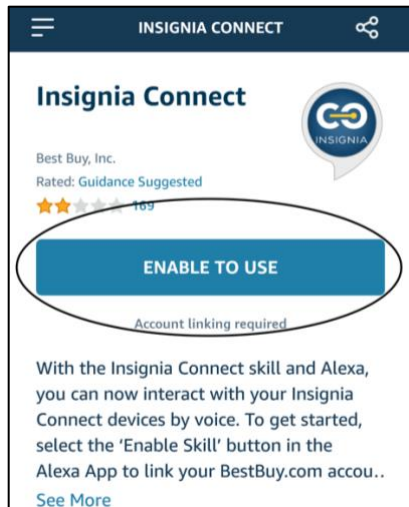 INSIGNIA CONNECT
Insignia Connect
INSIGNIA
Best Buy, Inc.
Rated: Guidance Suggested
169
ENABLE TO USE
Account linking required
With the Insignia Connect skill and Alexa,
you can now interact with your Insignia
Connect devices by voice. To get started,
select the ‘Enable Skill’ button in the
Alexa App to link your BestBuy.com accou..
See More